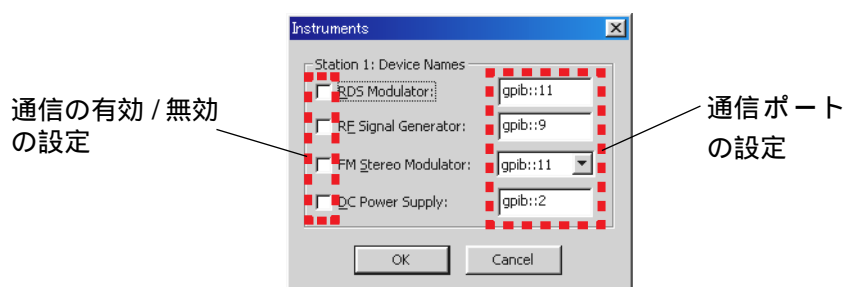 Instruments
Station 1: Device Names
RDS Modulator: gpib::11
RF Signal Generator: gpib::9
FM Stereo Modulator: gpib::11
DC Power Supply: gpib::2
OK Cancel
通信の有効 / 無効
の設定
通信ポート
の設定